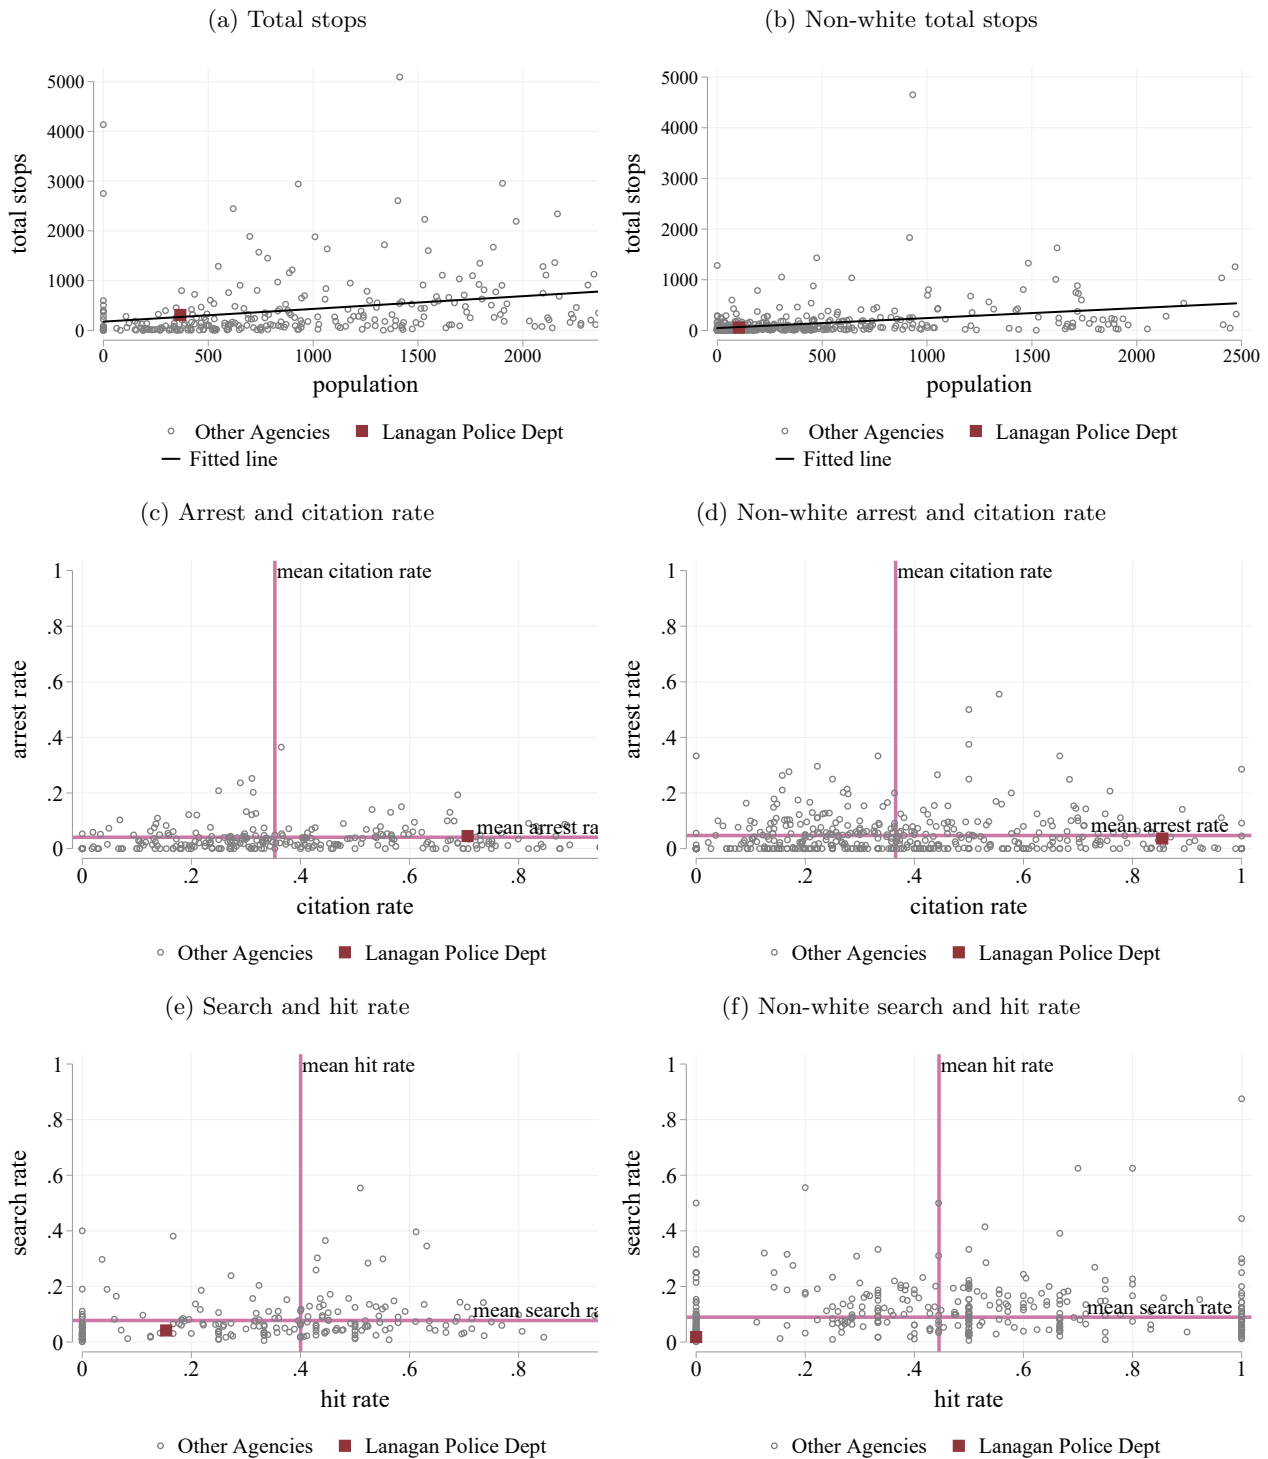 (a) Total stops
total stops
5000
4000
3000
2000
1000
0
0 500 1000 1500 2000
population
Other Agencies Lanagan Police Dept
Fitted line
(b) Non-white total stops
total stops
5000
4000
3000
2000
1000
0
0 500 1000 1500 2000 2500
population
Other Agencies Lanagan Police Dept
Fitted line
(c) Arrest and citation rate
arrest rate
1
.8
.6
.4
.2
0
mean citation rate
mean arrest ra
0 .2 .4 .6 .8
citation rate
Other Agencies Lanagan Police Dept
(d) Non-white arrest and citation rate
arrest rate
1
.8
.6
.4
.2
0
mean citation rate
mean arrest rate
0 .2 .4 .6 .8 1
citation rate
Other Agencies Lanagan Police Dept
(e) Search and hit rate
search rate
1
.8
.6
.4
.2
0
mean hit rate
mean search ra
0 .2 .4 .6 .8
hit rate
Other Agencies Lanagan Police Dept
(f) Non-white search and hit rate
search rate
1
.8
.6
.4
.2
0
mean hit rate
mean search rate
0 .2 .4 .6 .8 1
hit rate
Other Agencies Lanagan Police Dept